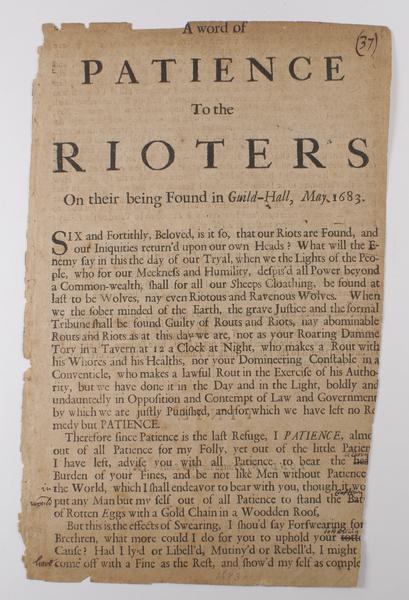 A word of
(37)
PATIENCE
To the
RIOTERS
On their being Found in Guild-Hall, May. 1683.
SIX and Fortithly, Beloved, is it so, that our Riots are Found, and
our Iniquities return'd upon our own Heads? What will the E-
nemy say in this the day of our Tryal, when we the Lights of the Peo-
ple, who for our Meekness and Humility, despis'd all Power beyond
a Common-wealth, shall for all our Sheeps Cloathing, be found at
last to be Wolves, nay even Riotous and Ravenous Wolves. When
we the sober minded of the Earth, the grave Justice and the formal
Tribune shall be found Guilty of Routs and Riots, nay abominable
Routs and Riots as at this day we are, not as your Roaring Damme
Tory in a Tavern at 12 a Clock at Night, who makes a Rout with
his Whores and his Healths, nor your Domineering Constable in a
Conventicle, who makes a lawful Rout in the Exercise of his Autho-
rity, but we have done it in the Day and in the Light, boldly and
undauntedly in Opposition and Contempt of Law and Government
by which we are justly Punished, and for which we have left no Re
medy but PATIENCE.
Therefore since Patience is the last Refuge, I PATIENCE, almo
out of all Patience for my Folly, yet out of the little Patien
I have left, advise you with all Patience to bear the hea
Burden of your Fines, and be not like Men without Patience
in the World, which I shall endeavor to bear with you, though it wo
put any Man but my self out of all Patience to stand the Bat
of Rotten Eggs with a Gold Chain in a Woodden Roof,
But this is the effects of Swearing, I shou'd say Forswearing for
Brethren, what more could I do for you to uphold your totte
Cause? Had I ly'd or Libell'd, Mutiny'd or Rebell'd, I might
have come off with a Fine as the Rest, and show'd my self as comple